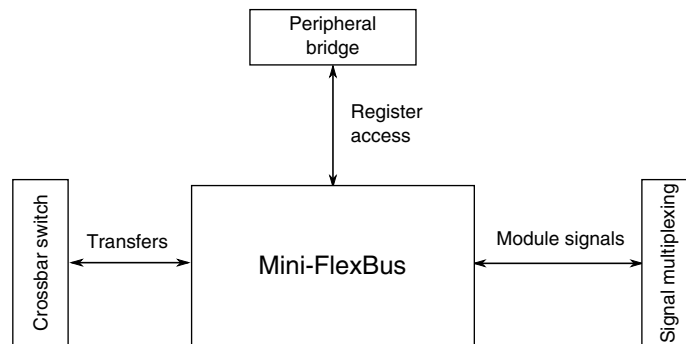 Peripheral
bridge
Register
access
Crossbar switch
Transfers
Mini-FlexBus
Module signals
Signal multiplexing